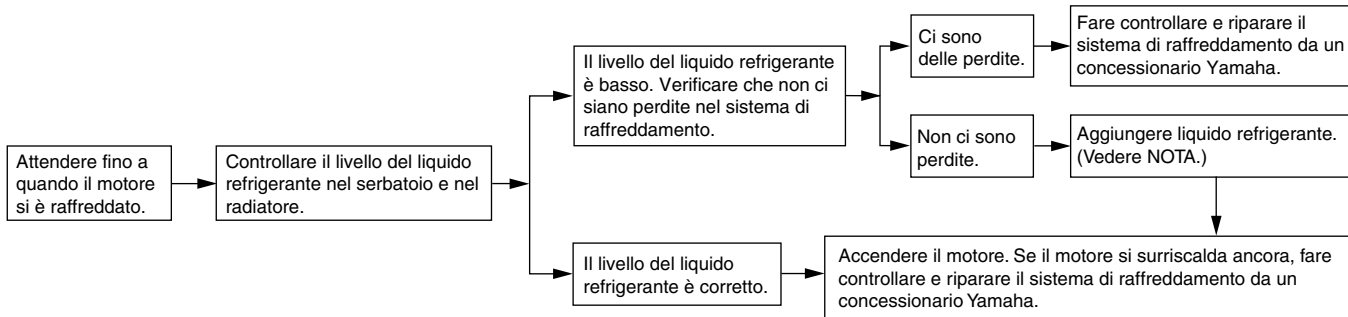 Attendere fino a
quando il motore
si è raffreddato.
Controllare il livello del liquido
refrigerante nel serbatoio e nel
radiatore.
Il livello del liquido refrigerante
è basso. Verificare che non ci
siano perdite nel sistema di
raffreddamento.
Ci sono
delle perdite.
Fare controllare e riparare il
sistema di raffreddamento da un
concessionario Yamaha.
Non ci sono
perdite.
Aggiungere liquido refrigerante.
(Vedere NOTA.)
Il livello del liquido
refrigerante è corretto.
Accendere il motore. Se il motore si surriscalda ancora, fare
controllare e riparare il sistema di raffreddamento da un
concessionario Yamaha.